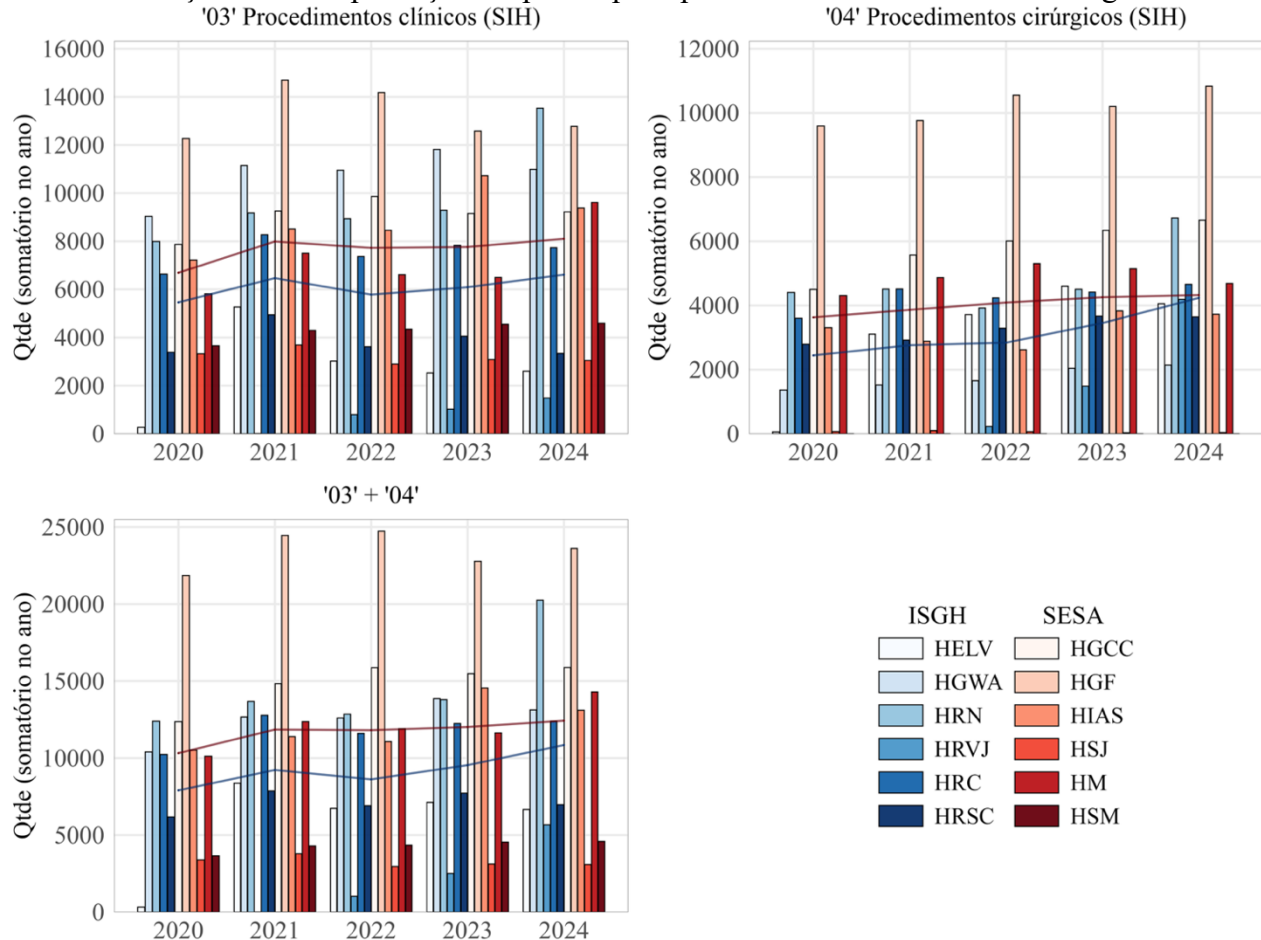 '03' Procedimentos clínicos (SIH)
'04' Procedimentos cirúrgicos (SIH)
Qtde (somatório no ano)
16000
14000
12000
10000
8000
6000
4000
2000
0
2020 2021 2022 2023 2024
Qtde (somatório no ano)
12000
10000
8000
6000
4000
2000
0
2020 2021 2022 2023 2024
'03' + '04'
Qtde (somatório no ano)
25000
20000
15000
10000
5000
0
2020 2021 2022 2023 2024
ISGH SESA
HELV HGCC
HGWA HGF
HRN HIAS
HRVJ HSJ
HRC HM
HRSC HSM